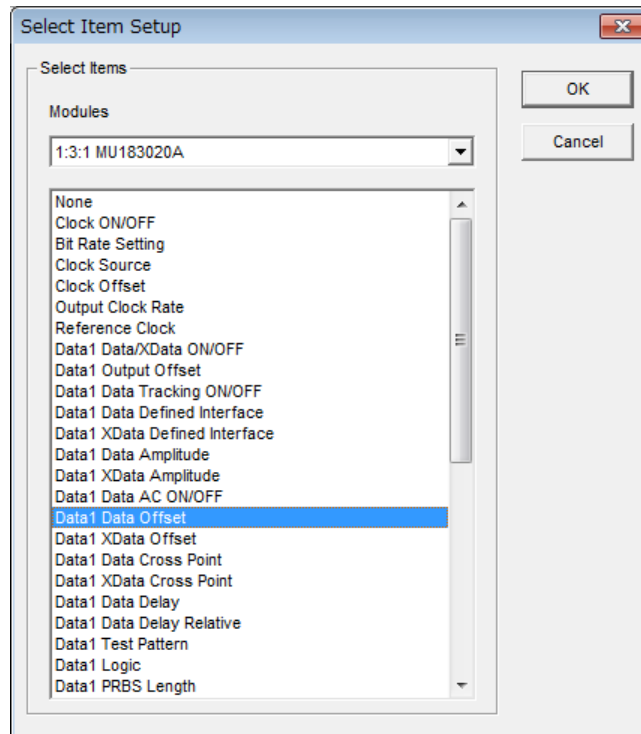 Select Item Setup
Select Items
OK
Modules
Cancel
1:3:1 MU183020A
None
Clock ON/OFF
Bit Rate Setting
Clock Source
Clock Offset
Output Clock Rate
Reference Clock
Data1 Data/XData ON/OFF
Data1 Output Offset
Data1 Data Tracking ON/OFF
Data1 Data Defined Interface
Data1 XData Defined Interface
Data1 Data Amplitude
Data1 XData Amplitude
Data1 Data AC ON/OFF
Data1 Data Offset
Data1 XData Offset
Data1 Data Cross Point
Data1 XData Cross Point
Data1 Data Delay
Data1 Data Delay Relative
Data1 Test Pattern
Data1 Logic
Data1 PRBS Length